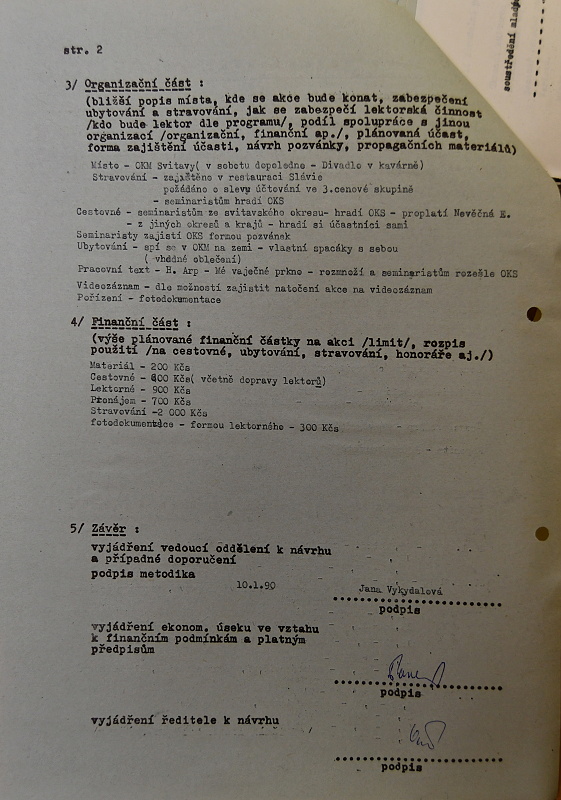 str. 2
3/ Organizační část :
(bližší popis místa, kde se akce bude konat, zabezpečení
ubytování a stravování, jak se zabezpečí lektorská činnost
/kdo bude lektor dle programu/, podíl spolupráce s jinou
organizací /organizační, finanční ap./, plánovaná účast,
forma zajištění účasti, návrh pozvánky, propagačních materiálů)
Místo - OKM Svitavy( v sobotu dopoledne - Divadlo v kavárně)
Stravování - zajištěno v restauraci Slávie
požádáno o slevu účtování ve 3.cenové skupině
- seminaristům hradí OKS
Cestovné - seminaristům ze svitavského okresu- hradí OKS - proplatí Nevěčná E.
- z jiných okresů a krajů - hradí si účastníci sami
Seminaristy zajistí OKS formou pozvánek
Ubytování - spí se v OKM na zemi - vlastní spacáky s sebou
( vhodné oblečení)
Pracovní text - H. Arp - Mé vaječné prkno - rozmnoží a seminaristům rozešle OKS
Videozáznam - dle možností zajistit natočení akce na videozáznam
Pořízení - fotodokumentace
4/ Finanční část :
(výše plánované finanční částky na akci /limit/, rozpis
použití /na cestovné, ubytování, stravování, honoráře aj./)
Materiál - 200 Kčs
Cestovné - 600 Kčs( včetně dopravy lektorů)
Lektorné - 900 Kčs
Pronájem - 700 Kčs
Stravování -2 000 Kčs
fotodokumentace - formou lektorného - 300 Kčs
5/ Závěr :
vyjádření vedoucí oddělení k návrhu
a případné doporučení
podpis metodika
10.1.90 Jana Vykydalová
podpis
vyjádření ekonom. úseku ve vztahu
k finančním podmínkám a platným
předpisům
podpis
vyjádření ředitele k návrhu
podpis